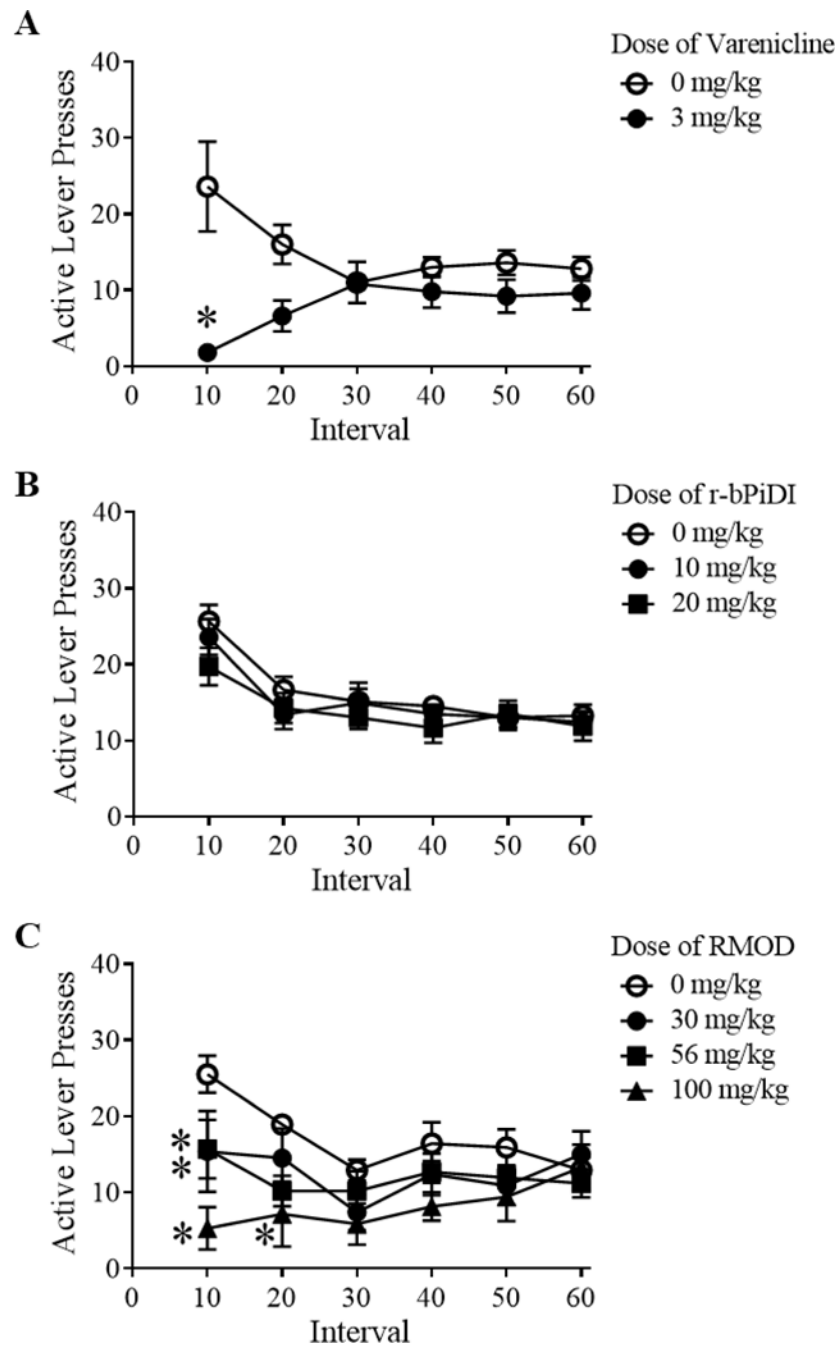 A
Dose of Varenicline
0 mg/kg
3 mg/kg
Active Lever Presses
40
30
20
10
0
*
0 10 20 30 40 50 60
Interval
B
Dose of r-bPiDI
0 mg/kg
10 mg/kg
20 mg/kg
Active Lever Presses
40
30
20
10
0
0 10 20 30 40 50 60
Interval
C
Dose of RMOD
0 mg/kg
30 mg/kg
56 mg/kg
100 mg/kg
Active Lever Presses
40
30
20
10
0
*
*
* *
0 10 20 30 40 50 60
Interval